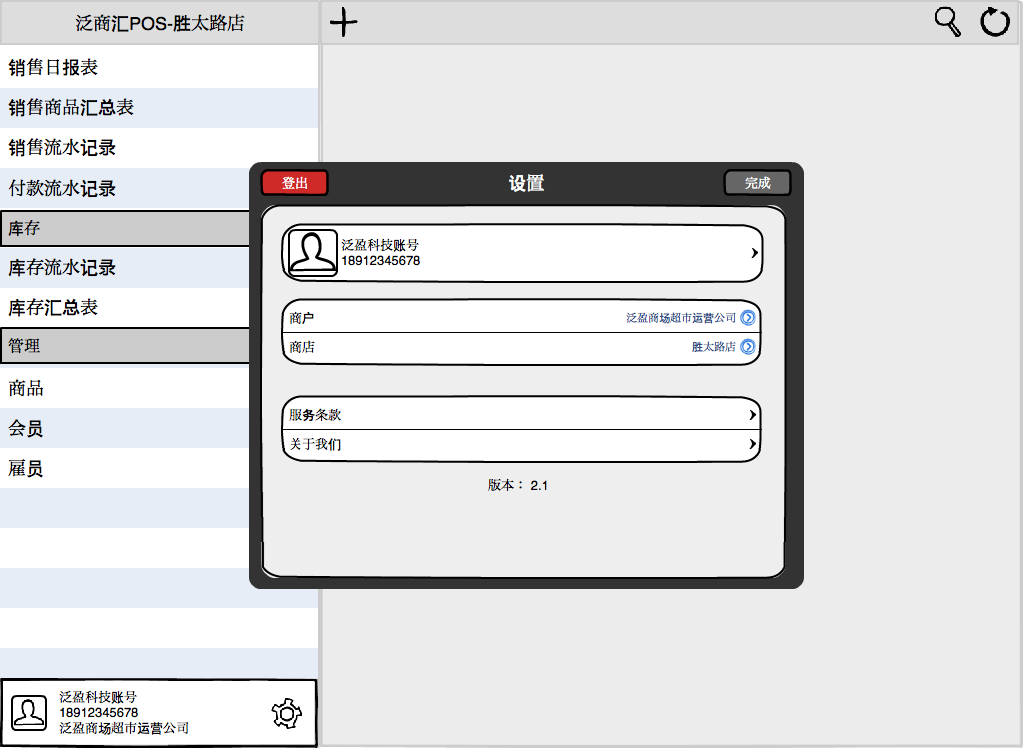 泛商汇POS-胜太路店
销售日报表
销售商品汇总表
销售流水记录
付款流水记录
库存
库存流水记录
库存汇总表
管理
商品
会员
雇员
泛盈科技账号
18912345678
泛盈商场超市运营公司
登出
设置
完成
泛盈科技账号
18912345678
商户
泛盈商场超市运营公司
商店
胜太路店
服务条款
关于我们
版本： 2.1